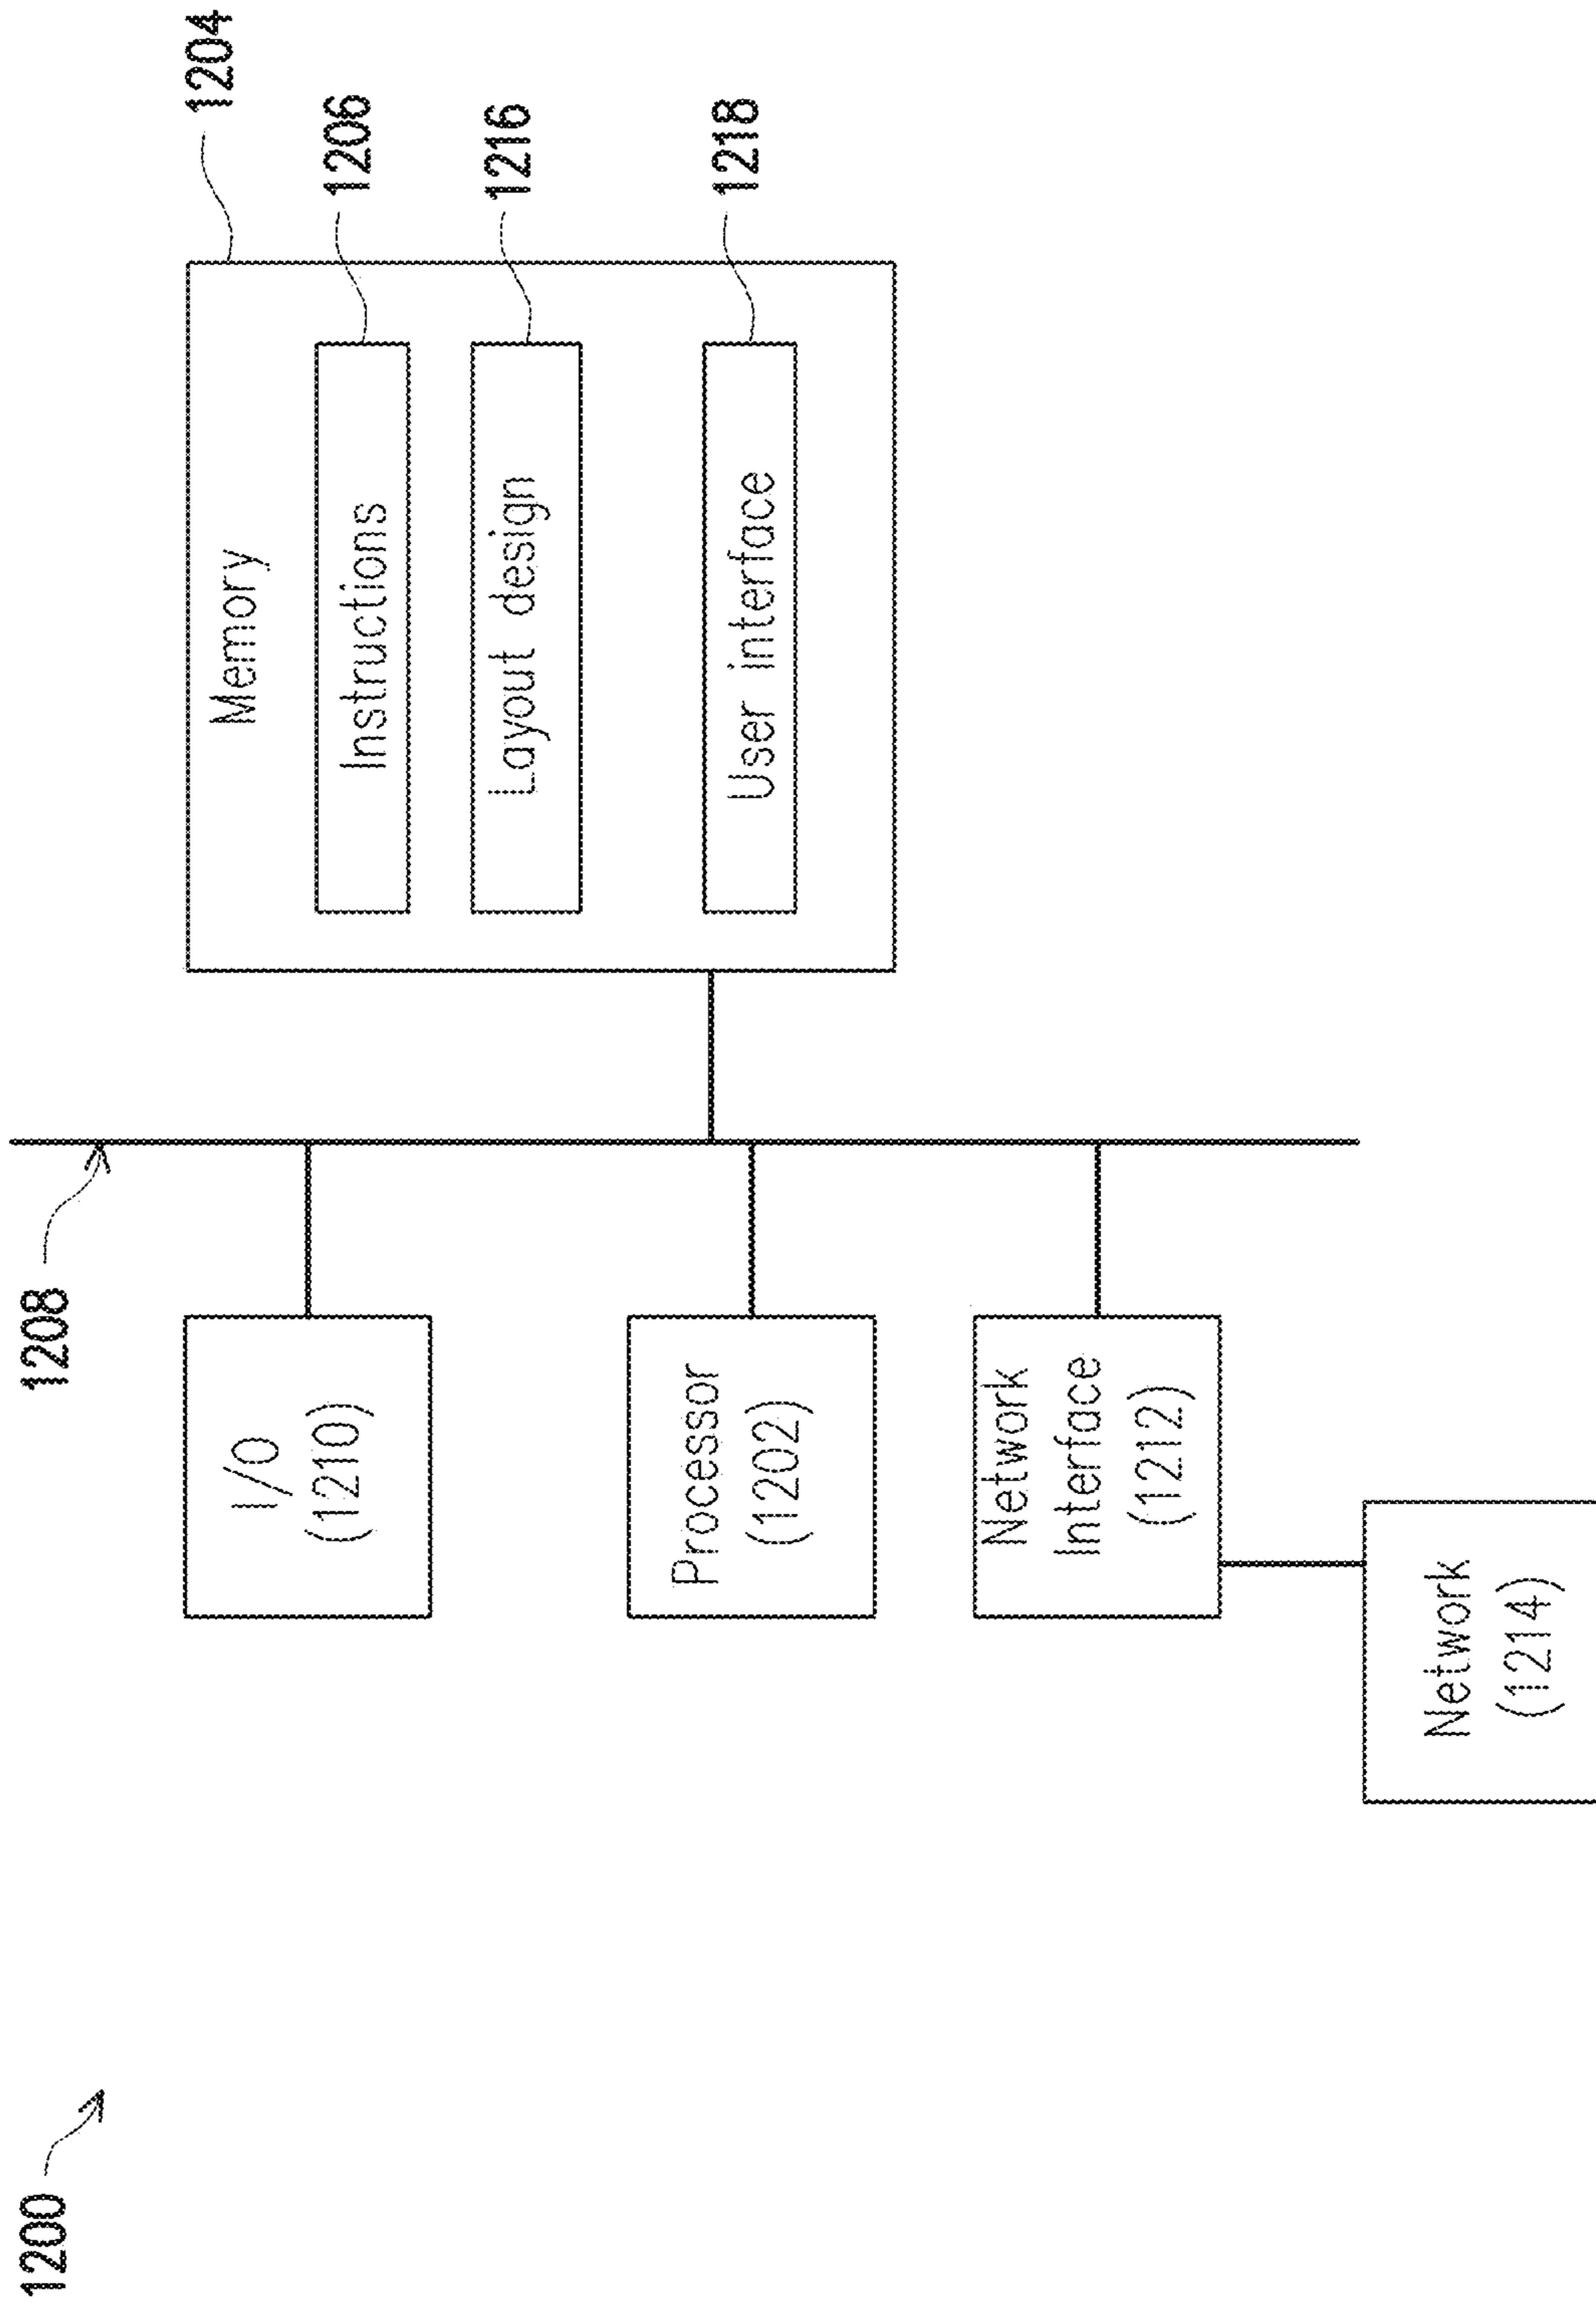 1200
1208
I/O
(1210)
Processor
(1202)
Network
Interface
(1212)
Network
(1214)
Memory
1204
Instructions
1206
Layout design
1216
User interface
1218